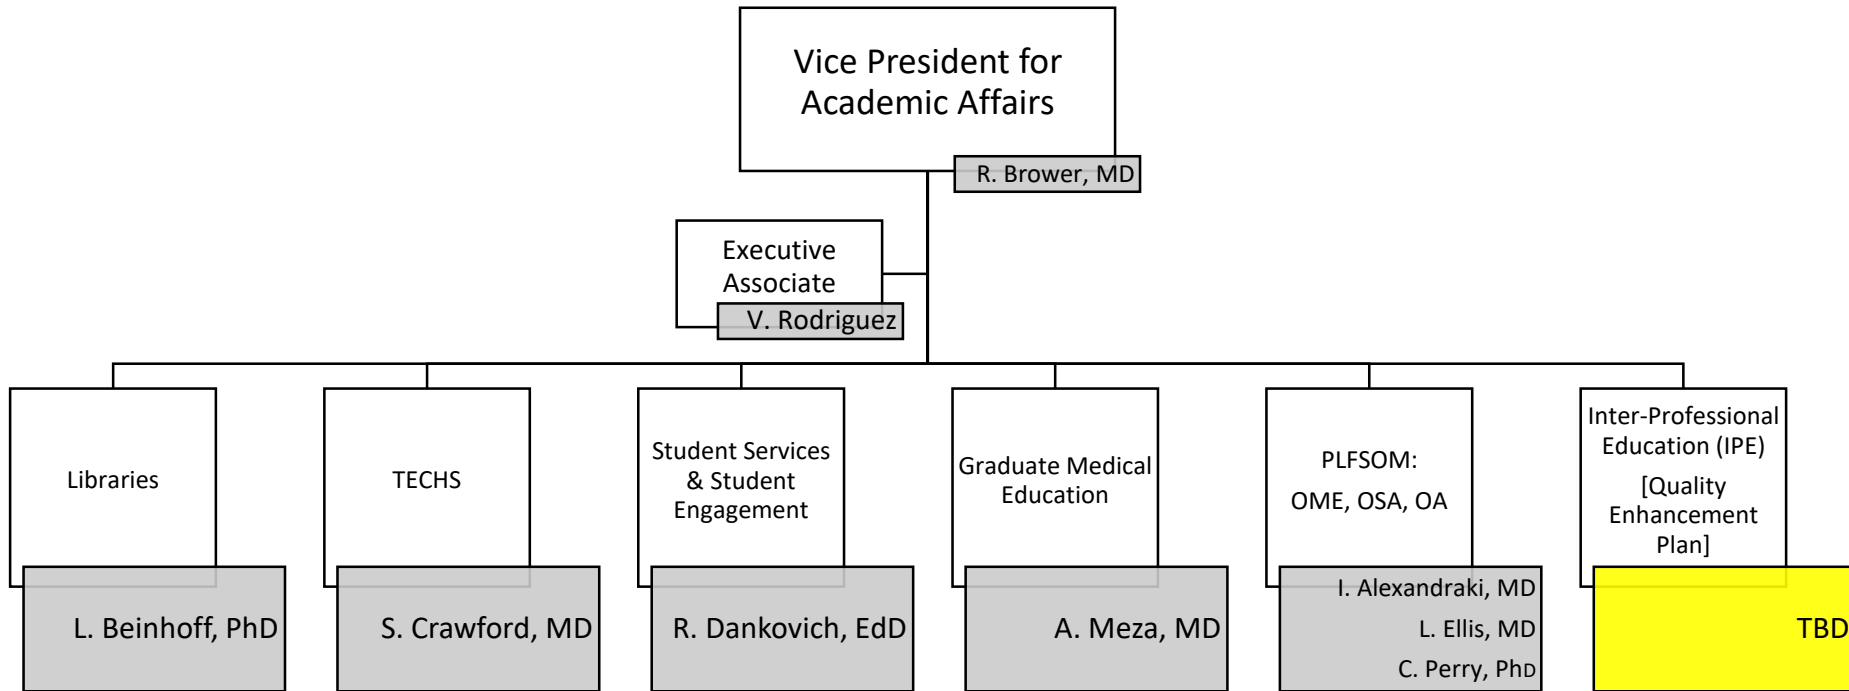 Vice President for
Academic Affairs
R. Brower, MD
Executive
Associate
V. Rodriguez
Libraries
L. Beinhoff, PhD
TECHS
S. Crawford, MD
Student Services
& Student
Engagement
R. Dankovich, EdD
Graduate Medical
Education
A. Meza, MD
PLFSOM:
OME, OSA, OA
I. Alexandraki, MD
L. Ellis, MD
C. Perry, PhD
Inter-Professional
Education (IPE)
[Quality
Enhancement
Plan]
TBD